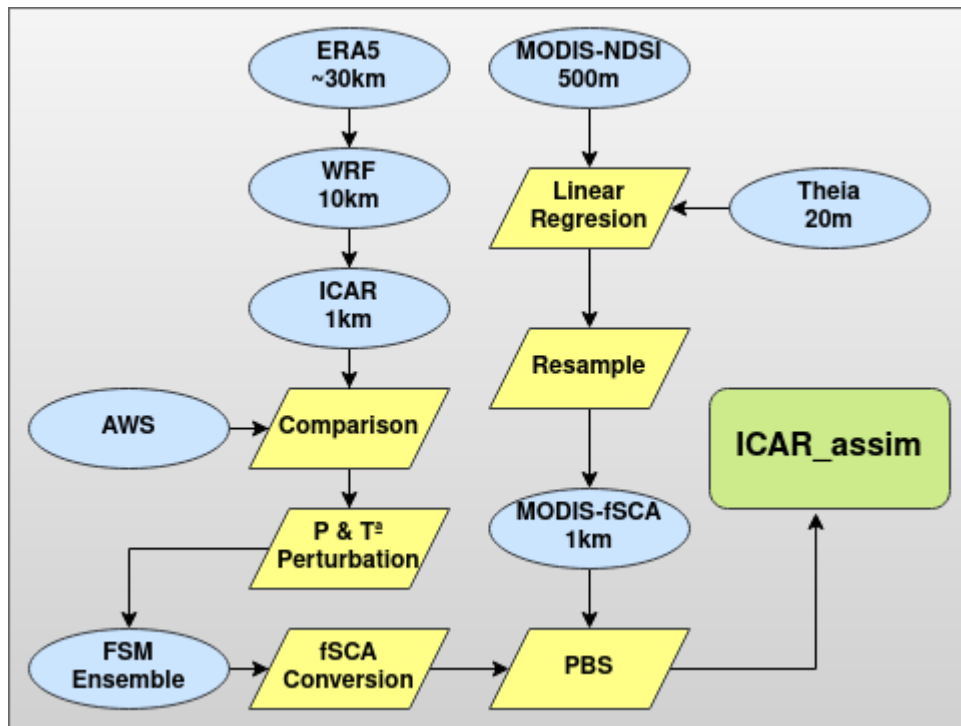 ERA5
~30km
MODIS-NDSI
500m
WRF
10km
Linear
Regresion
Theia
20m
ICAR
1km
Resample
AWS
Comparison
ICAR_assim
P & Tª
Perturbation
MODIS-fSCA
1km
FSM
Ensemble
fSCA
Conversion
PBS